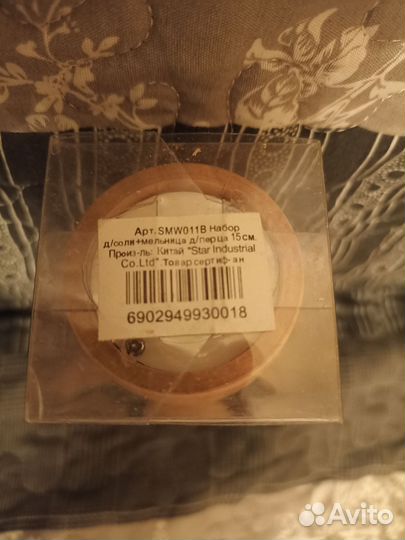 Арт.SMW011B Набор
д/соли+мельница д/перца 15см.
Произ-ль: Китай "Star Industrial
Co.Ltd".Товар сертиф-ан
6902949930018
Avito